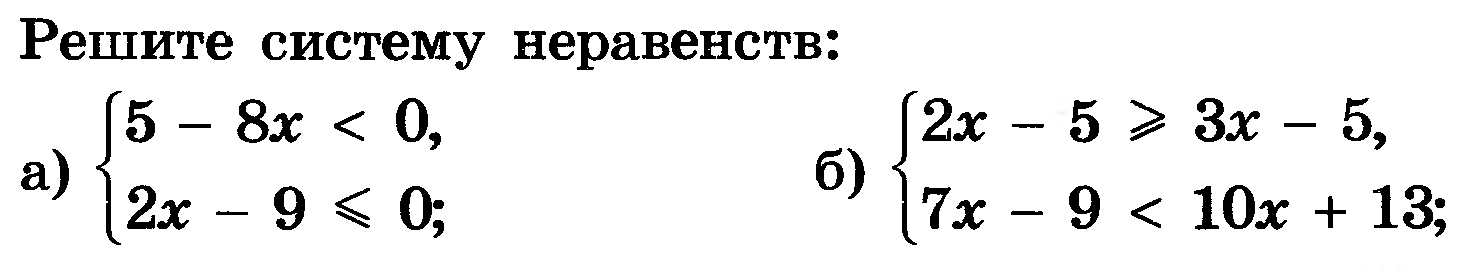 Решите систему неравенств:
а) { 5 − 8x < 0,
2x − 9 ⩽ 0;
б) { 2x − 5 ⩾ 3x − 5,
7x − 9 < 10x + 13;